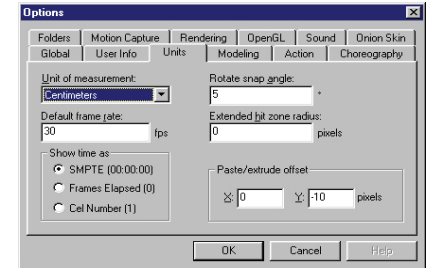 Options
Folders Motion Capture Rendering OpenGL Sound Onion Skin
Global User Info Units Modeling Action Choreography
Unit of measurement: Rotate snap angle:
Centimeters 5 °
Default frame rate: Extended hit zone radius:
30 fps 0 pixels
Show time as
SMPTE (00:00:00) Paste/extrude offset
Frames Elapsed (0) X: 0 Y: -10 pixels
Cel Number (1)
OK Cancel Help